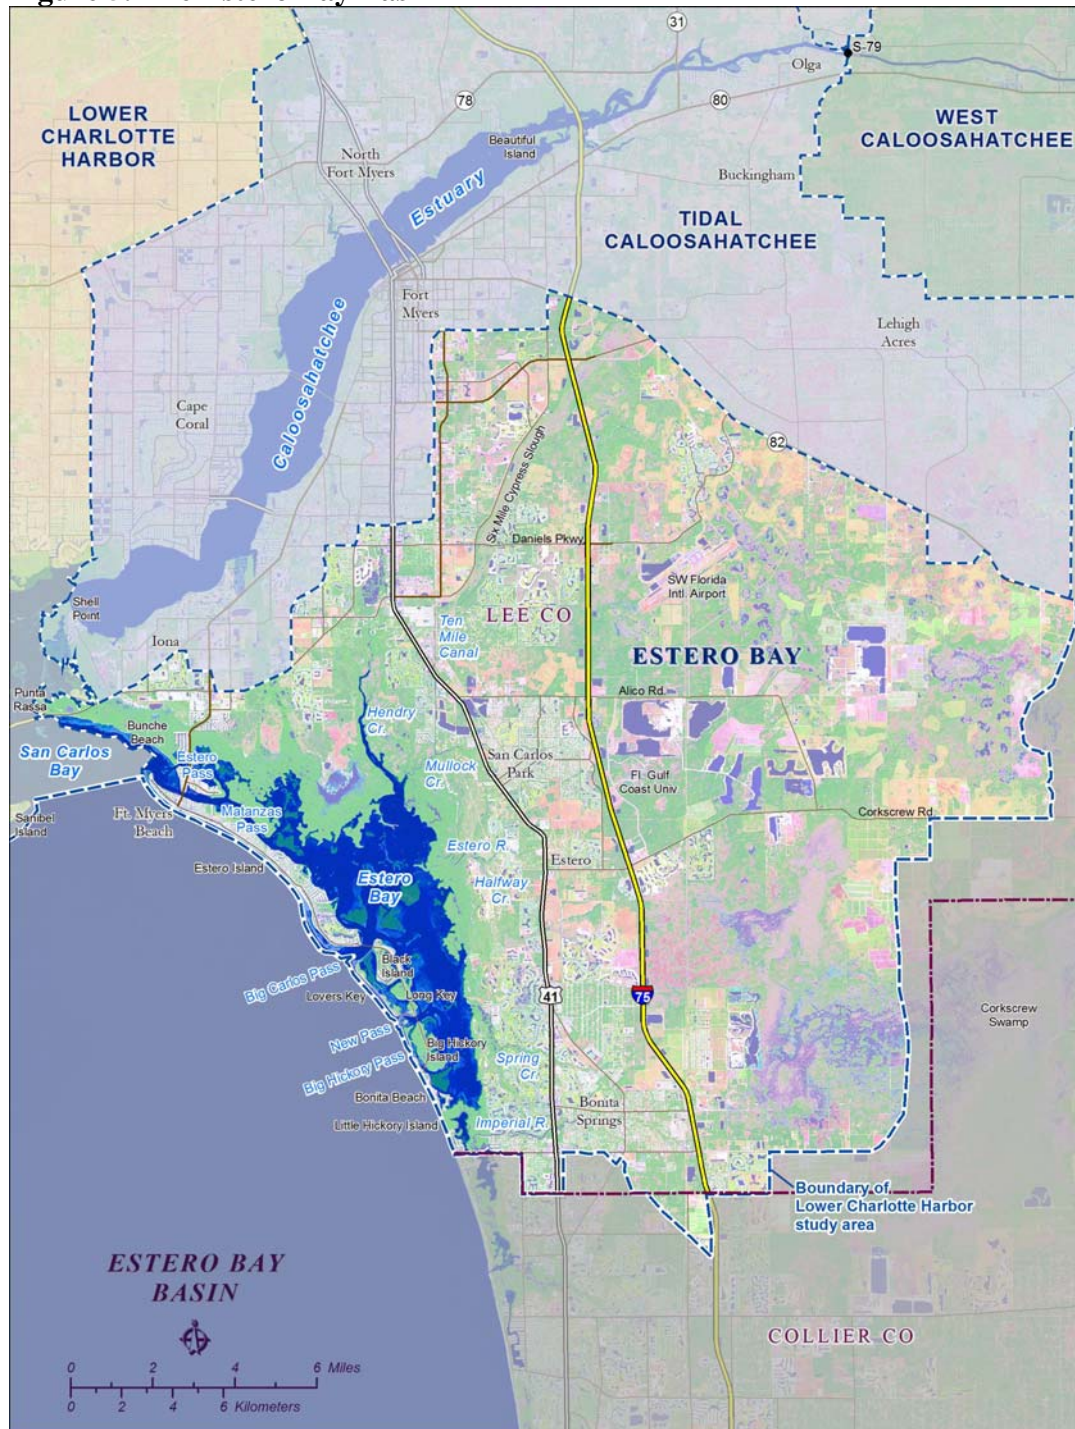 31
S-79
Olga
78
80
LOWER
CHARLOTTE
HARBOR
WEST
CALOOSAHATCHEE
Beautiful
Island
North
Fort Myers
Buckingham
Estuary
TIDAL
CALOOSAHATCHEE
Fort
Myers
Lehigh
Acres
Caloosahatchee
Cape
Coral
82
Six Mile Cypress Slough
Daniels Pkwy
SW Florida
Intl. Airport
Shell
Point
LEE CO
Ten
Mile
Canal
Iona
ESTERO BAY
Punta
Rassa
Alico Rd.
Hendry
Cr.
Bunche
Beach
San Carlos
Bay
Estero
Pass
San Carlos
Park
Mullock
Cr.
Fl. Gulf
Coast Univ
Matanzas
Pass
Ft. Myers
Beach
Sanibel
Island
Corkscrew Rd.
Estero R.
Estero
Estero Island
Estero
Bay
Halfway
Cr.
Black
Island
Big Carlos Pass
Lovers Key
Long Key
41
75
Corkscrew
Swamp
New Pass
Big Hickory
Island
Spring
Cr.
Big Hickory Pass
Bonita Beach
Bonita
Springs
Little Hickory Island
Imperial R.
Boundary of
Lower Charlotte Harbor
study area
ESTERO BAY
BASIN
COLLIER CO
0 2 4 6 Miles
0 2 4 6 Kilometers